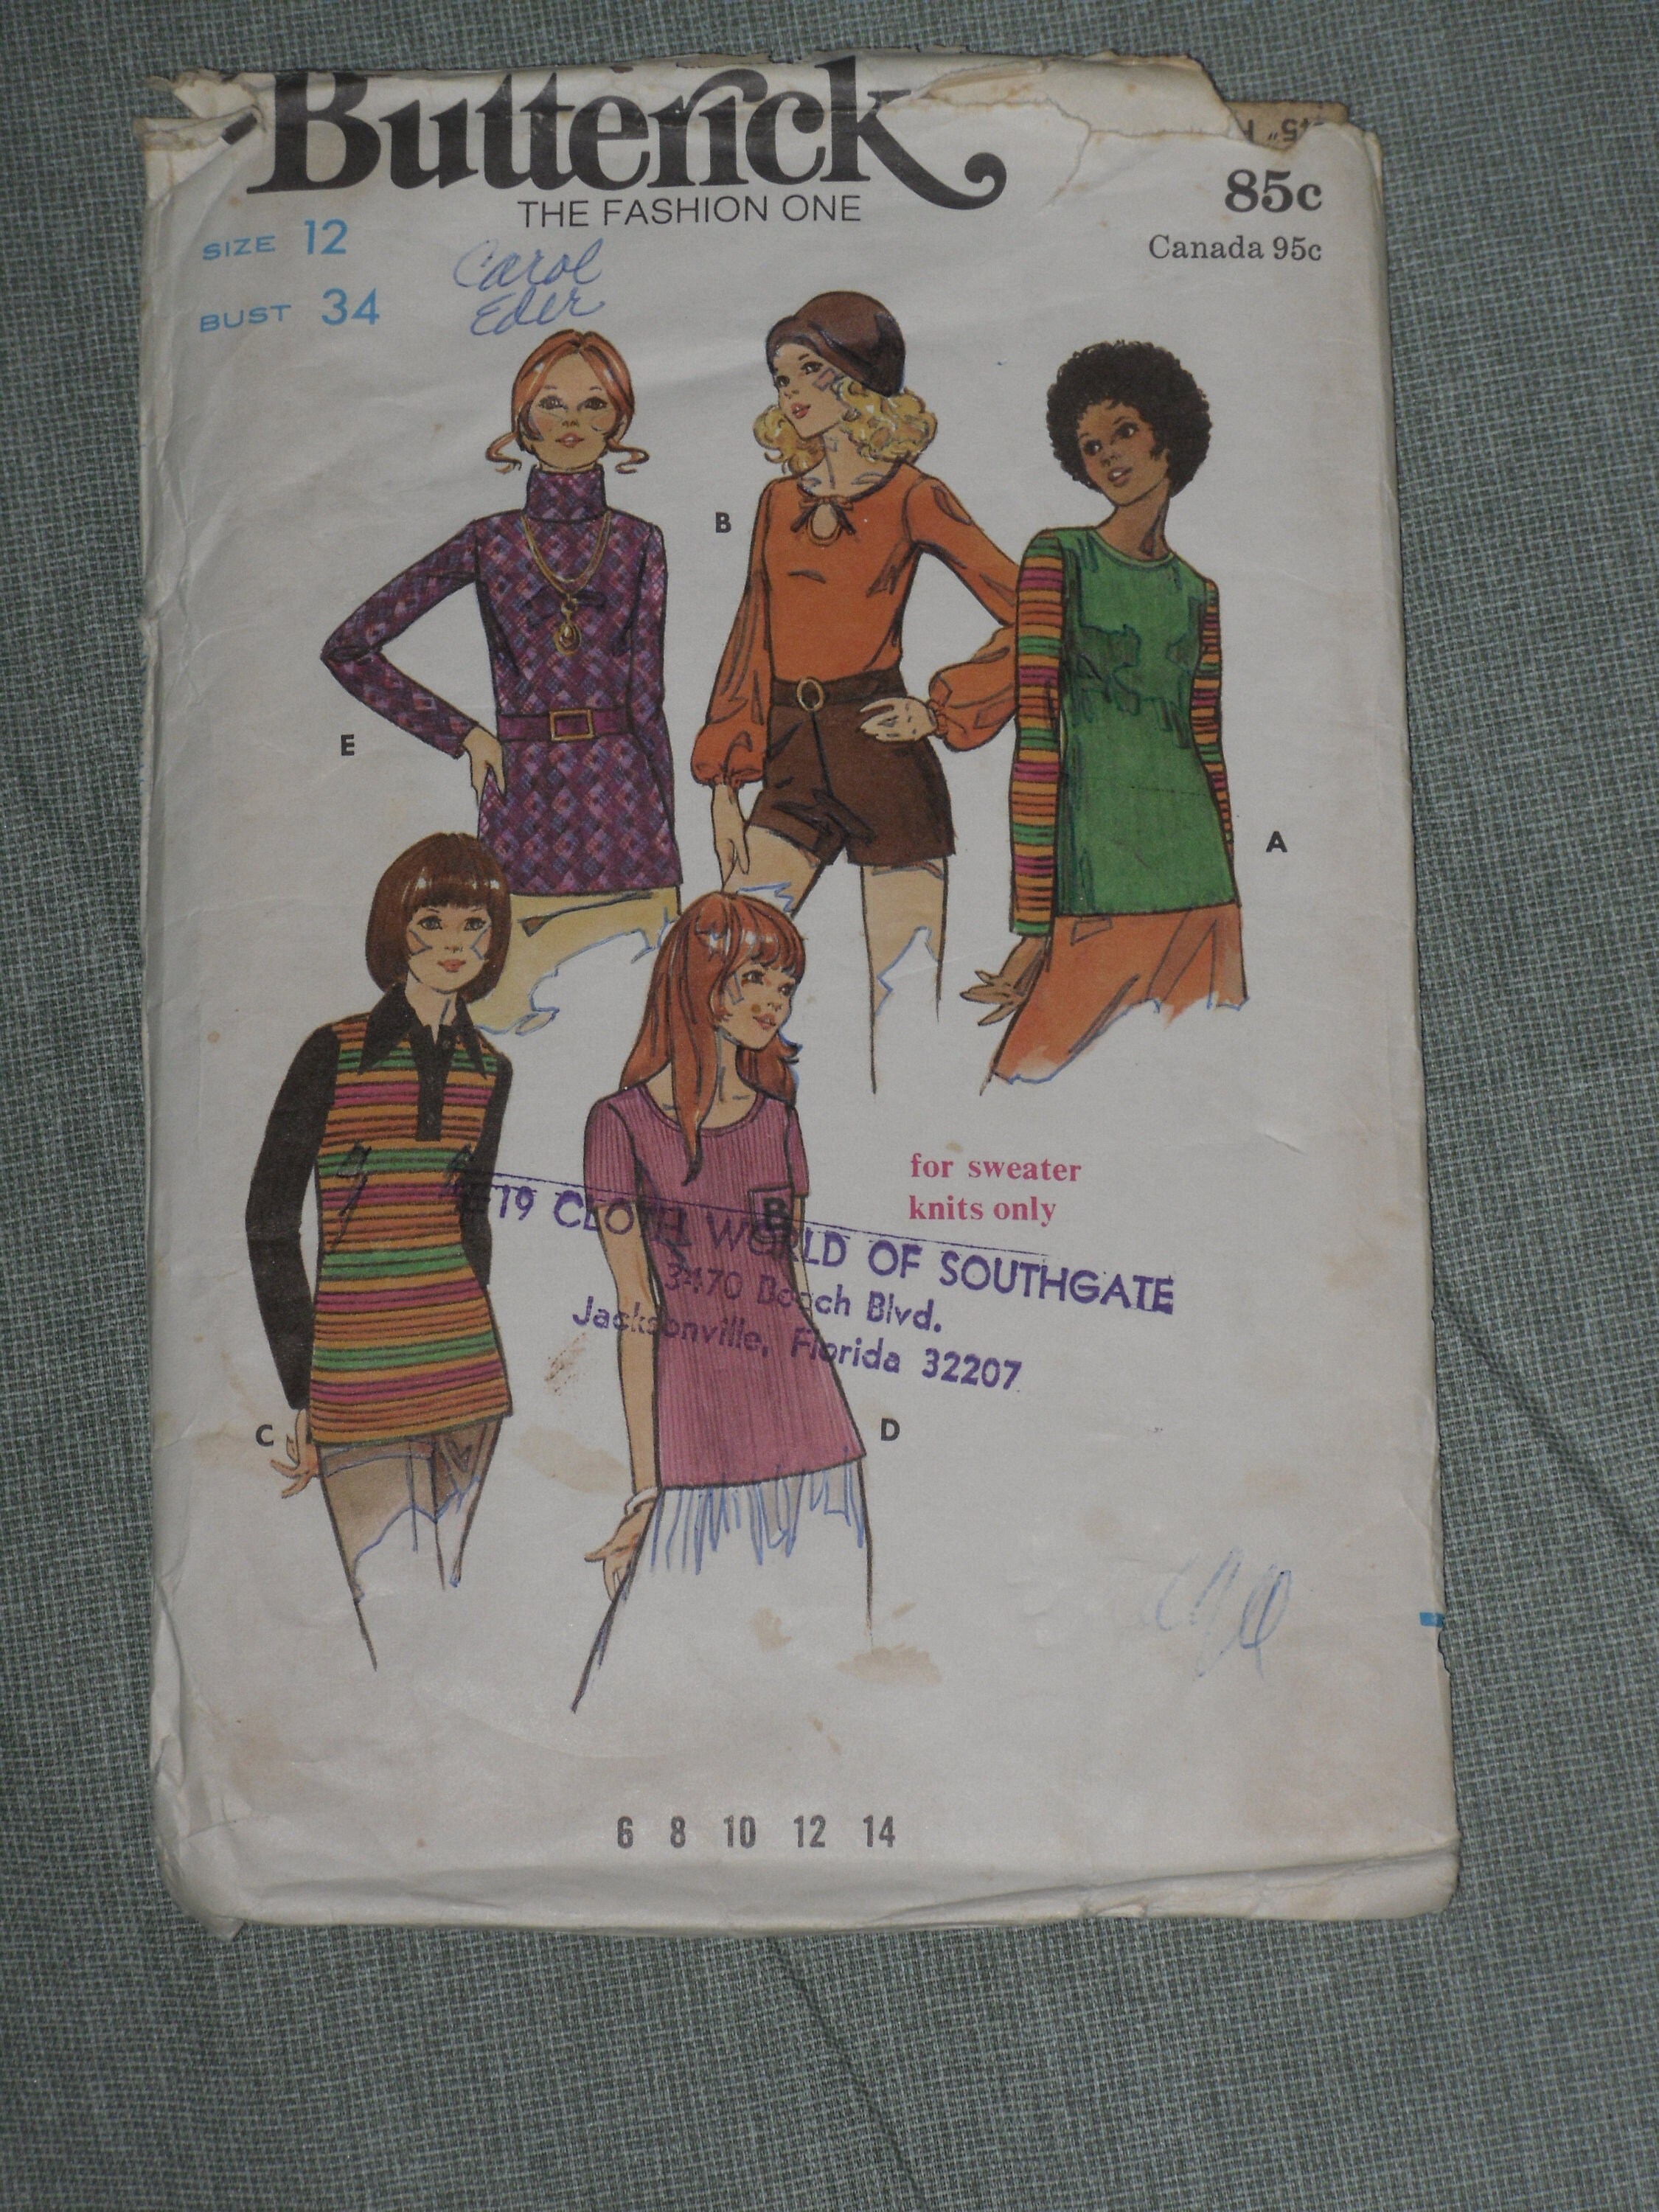 Butterick
THE FASHION ONE
85c
Canada 95c
SIZE 12
BUST 34
Carol
Eder
B
E
A
for sweater
knits only
CLOTH WORLD OF SOUTHGATE
3470 Beach Blvd.
Jacksonville, Florida 32207
B
C
D
6 8 10 12 14